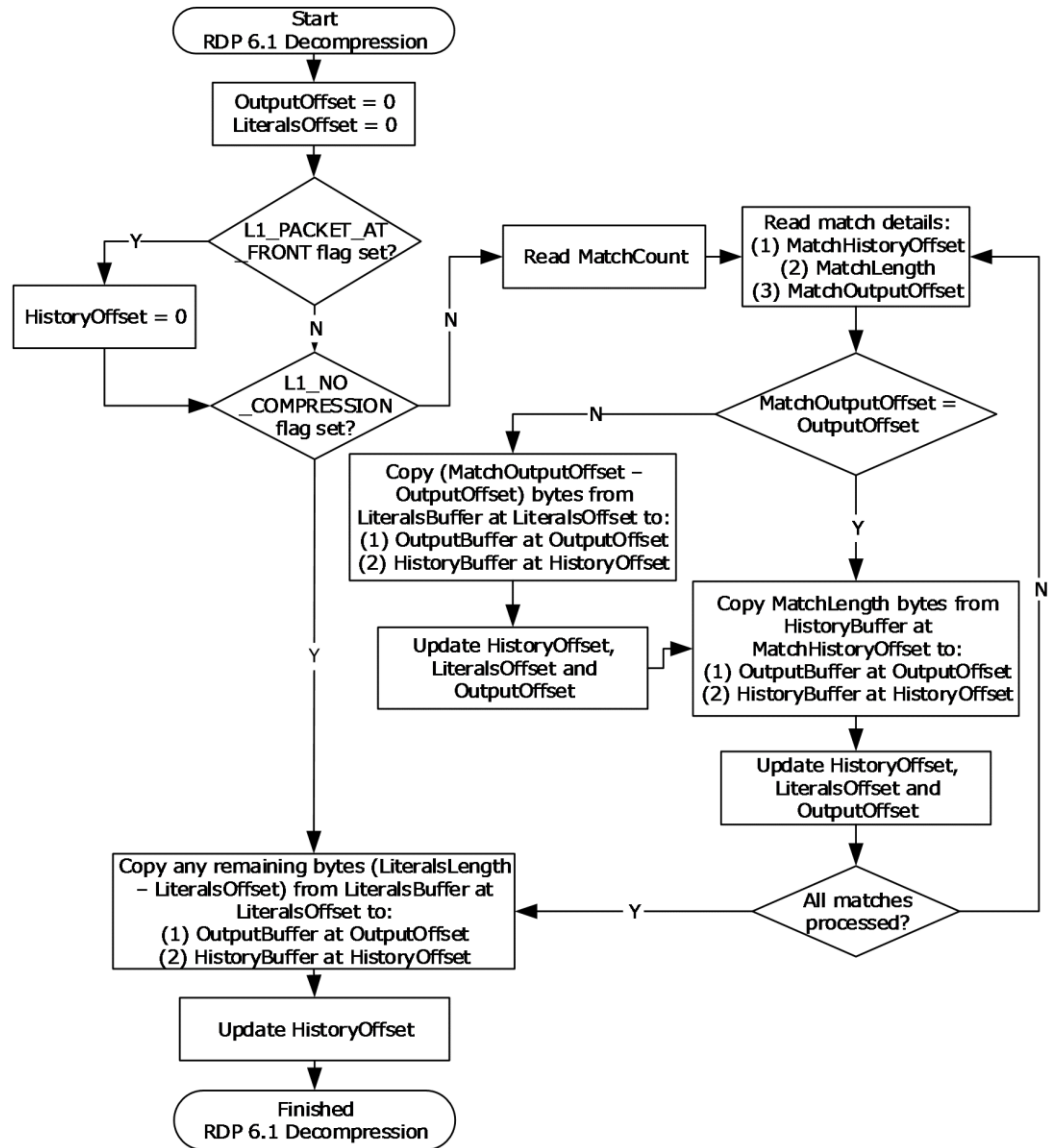 Start
RDP 6.1 Decompression
OutputOffset = 0
LiteralsOffset = 0
L1_PACKET_AT
_FRONT flag set?
Y
HistoryOffset = 0
N
L1_NO
_COMPRESSION
flag set?
N
Read MatchCount
Read match details:
(1) MatchHistoryOffset
(2) MatchLength
(3) MatchOutputOffset
MatchOutputOffset =
OutputOffset
N
Copy (MatchOutputOffset –
OutputOffset) bytes from
LiteralsBuffer at LiteralsOffset to:
(1) OutputBuffer at OutputOffset
(2) HistoryBuffer at HistoryOffset
Update HistoryOffset,
LiteralsOffset and
OutputOffset
Y
Copy MatchLength bytes from
HistoryBuffer at
MatchHistoryOffset to:
(1) OutputBuffer at OutputOffset
(2) HistoryBuffer at HistoryOffset
Update HistoryOffset,
LiteralsOffset and
OutputOffset
All matches
processed?
N
Y
Y
Copy any remaining bytes (LiteralsLength
– LiteralsOffset) from LiteralsBuffer at
LiteralsOffset to:
(1) OutputBuffer at OutputOffset
(2) HistoryBuffer at HistoryOffset
Update HistoryOffset
Finished
RDP 6.1 Decompression